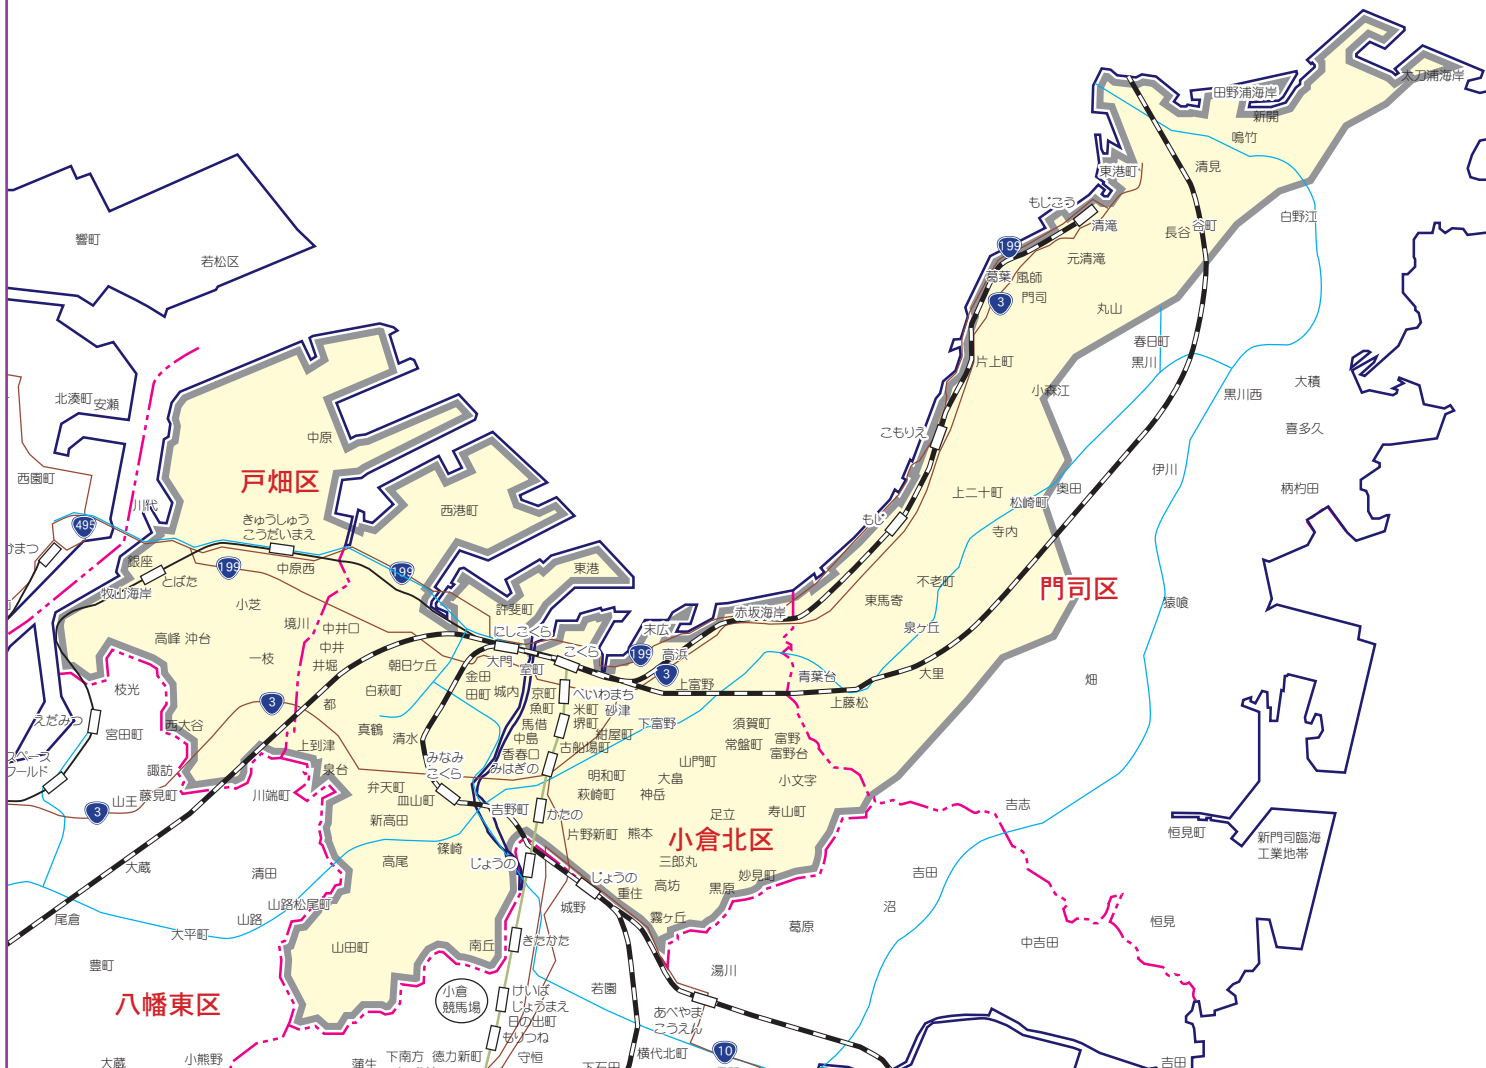 太刀浦海岸
田野浦海岸
新開
鳴竹
清見
東港町
もじこう
清滝
長谷
谷町
白野江
響町
若松区
199
元清滝
葛葉
風師
門司
3
丸山
春日町
黒川
片上町
小森江
黒川西
大積
喜多久
北湊町
安瀬
中原
こもりえ
西園町
戸畑区
伊川
柄杓田
上二十町
松崎町
奥田
川代
西港町
もじ
寺内
495
きゅうしゅう
こうだいまえ
銀座
とばた
199
中原西
199
東港
不老町
門司区
牧山海岸
小芝
許斐町
東馬寄
猿喰
境川
中井口
赤坂海岸
泉ヶ丘
高峰
沖台
中井
にしこくら
末広
一枝
井堀
朝日ケ丘
大門
室町
こくら
199
高浜
3
上富野
青葉台
大里
畑
枝光
白萩町
金田
田町
城内
京町
べいわまち
魚町
米町
砂津
上藤松
えだみつ
宮田町
西大谷
3
都
真鶴
清水
馬借
堺町
下富野
須賀町
中島
紺屋町
常盤町
富野
上到津
香春口
古船場町
富野台
みなみ
こくら
みはぎの
山門町
諏訪
泉台
明和町
大畠
小文字
藤見町
川端町
弁天町
皿山町
萩崎町
神岳
3
山王
吉野町
かたの
足立
寿山町
吉志
新高田
片野新町
熊本
小倉北区
恒見町
新門司臨海
工業地帯
篠崎
大蔵
清田
高尾
じょうの
三郎丸
じょうの
妙見町
吉田
重住
高坊
黒原
山路松尾町
尾倉
山路
城野
霧ヶ丘
沼
葛原
恒見
大平町
山田町
南丘
きたかた
中吉田
豊町
湯川
八幡東区
小倉
競馬場
けいば
じょうまえ
若園
日の出町
あべやま
こうえん
もりつね
大蔵
小熊野
蒲生
下南方
徳力新町
守恒
横代北町
10
吉田